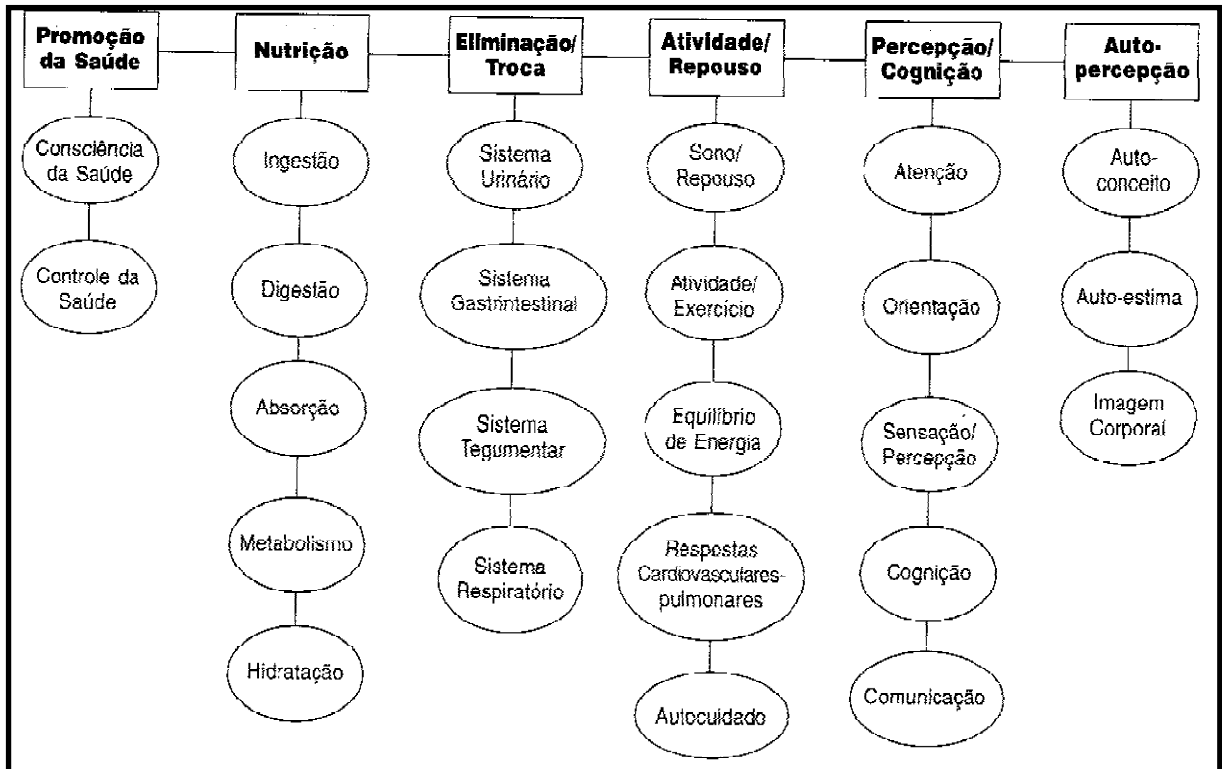 Promoção
da Saúde
Nutrição
Eliminação/
Troca
Atividade/
Repouso
Percepção/
Cognição
Auto-
percepção
Consciência
da Saúde
Controle da
Saúde
Ingestão
Digestão
Absorção
Metabolismo
Hidratação
Sistema
Urinário
Sistema
Gastrintestinal
Sistema
Tegumentar
Sistema
Respiratório
Sono/
Repouso
Atividade/
Exercício
Equilíbrio
de Energia
Respostas
Cardiovasculares-
pulmonares
Autocuidado
Atenção
Orientação
Sensação/
Percepção
Cognição
Comunicação
Auto-
conceito
Auto-estima
Imagem
Corporal